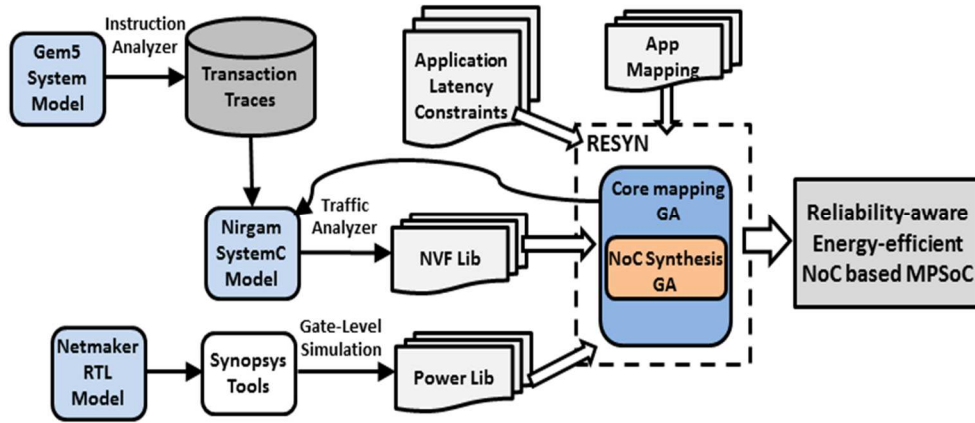 Gem5
System
Model
Instruction
Analyzer
Transaction
Traces
Application
Latency
Constraints
App
Mapping
RESYN
Core mapping
GA
NoC Synthesis
GA
Reliability-aware
Energy-efficient
NoC based MPSoC
Nirgam
SystemC
Model
Traffic
Analyzer
NVF Lib
Netmaker
RTL
Model
Synopsys
Tools
Gate-Level
Simulation
Power Lib